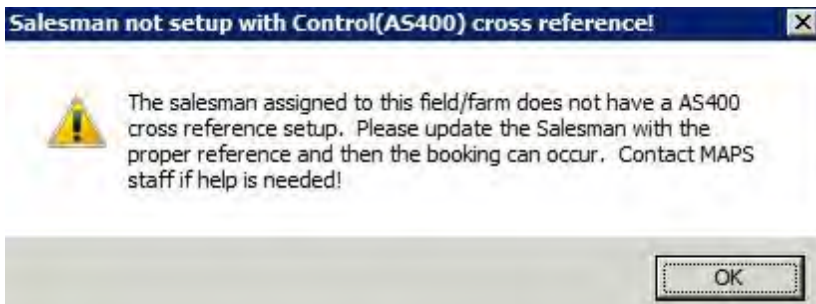 Salesman not setup with Control(AS400) cross reference!
The salesman assigned to this field/farm does not have a AS400
cross reference setup.  Please update the Salesman with the
proper reference and then the booking can occur.  Contact MAPS
staff if help is needed!
OK